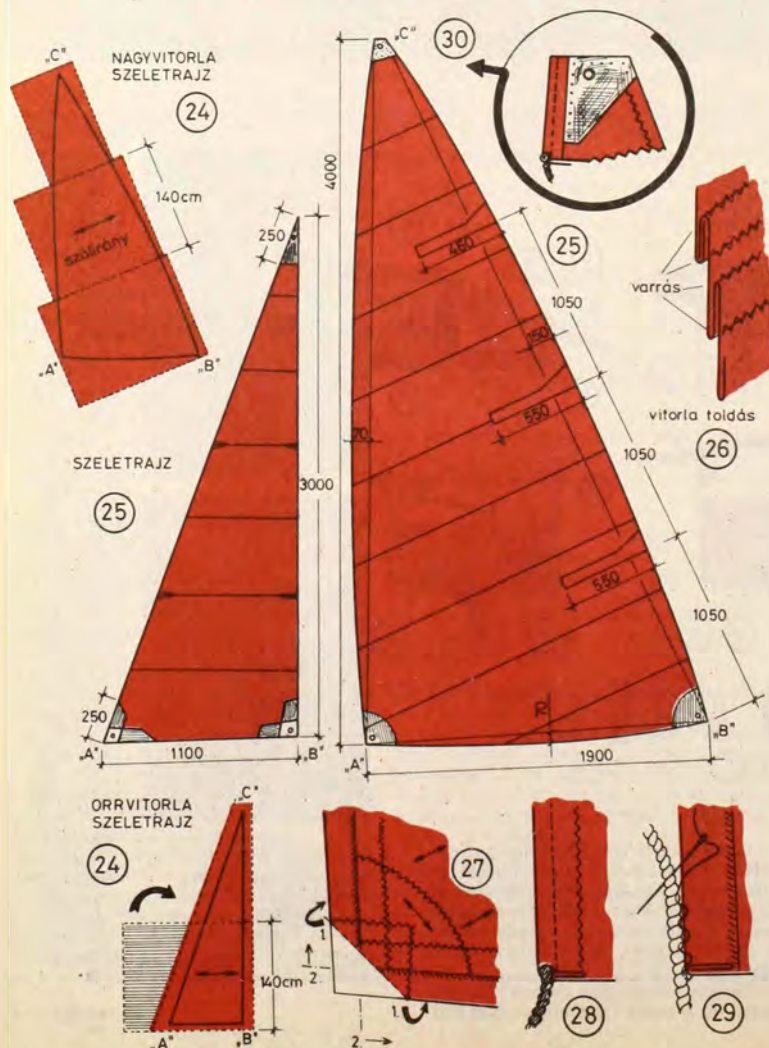 NAGYVITORLA
SZELETRAJZ
24
„C"
140cm
szálirány
„A"
„B"
„C"
30
4000
250
460
25
1050
150
varrás
vitorla toldás
26
550
1050
70
SZELETRAJZ
25
3000
550
1050
250
70
1100
„A"
„B"
„A"
1900
„B"
ORRVITORLA
SZELETRAJZ
24
„C"
140cm
„A"
„B"
27
1.
2.
1.
2.
28
29